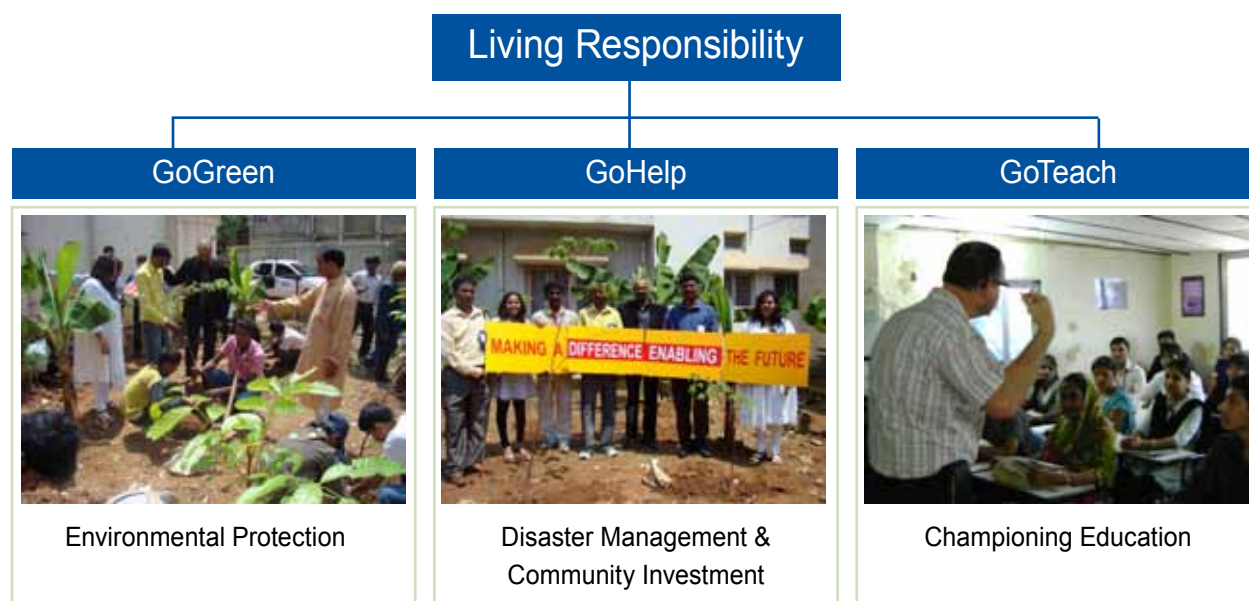 Living Responsibility
GoGreen
GoHelp
GoTeach
MAKING A DIFFERENCE ENABLING THE FUTURE
Environmental Protection
Disaster Management &
Community Investment
Championing Education